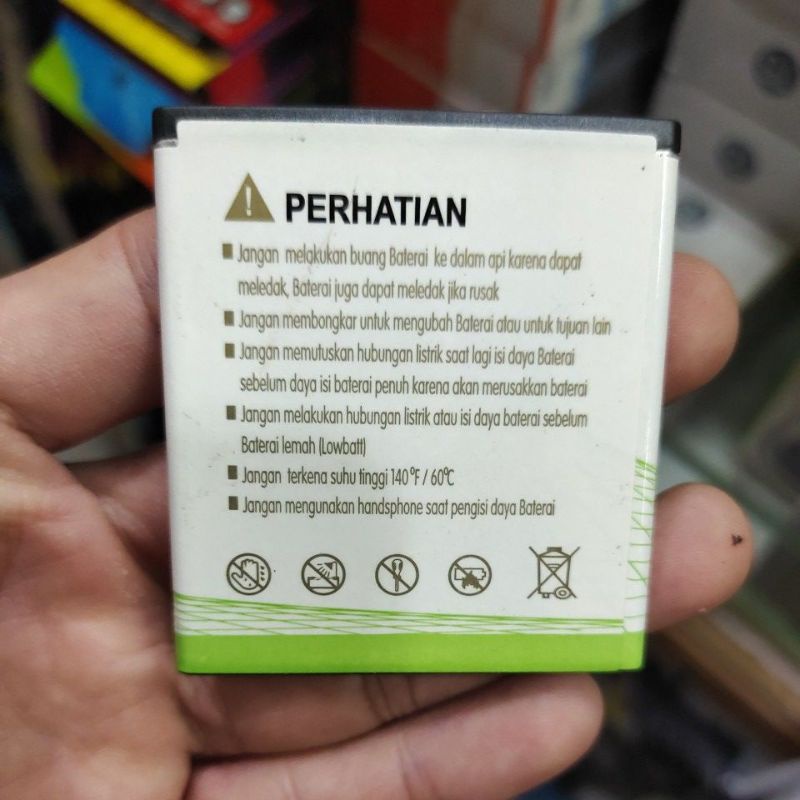 PERHATIAN
Jangan melakukan buang Baterai ke dalam api karena dapat
meledak, Baterai juga dapat meledak jika rusak
Jangan membongkar untuk mengubah Baterai atau untuk tujuan lain
Jangan memutuskan hubungan listrik saat lagi isi daya Baterai
sebelum daya isi baterai penuh karena akan merusakkan baterai
Jangan melakukan hubungan listrik atau isi daya baterai sebelum
Baterai lemah (Lowbatt)
Jangan terkena suhu tinggi 140°F / 60°C
Jangan mengunakan handsphone saat pengisi daya Baterai